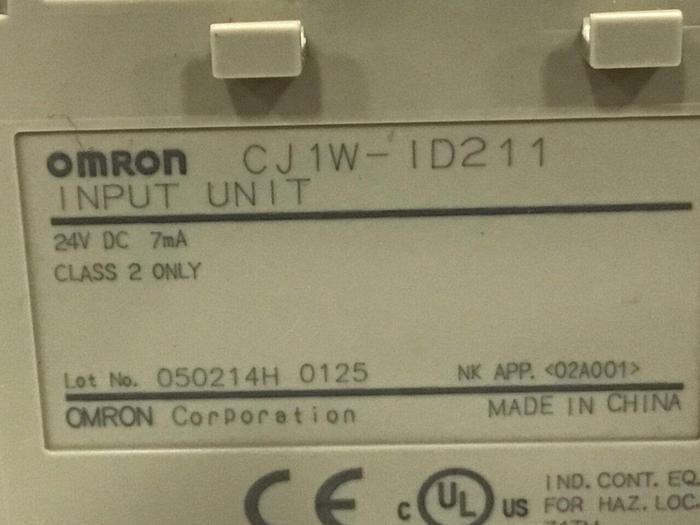 OMRON CJ1W-ID211
INPUT UNIT
24V DC 7mA
CLASS 2 ONLY
Lot No. 050214H 0125 NK APP. <02A001>
OMRON Corporation MADE IN CHINA
CE C UL US IND. CONT. EQ.
FOR HAZ. LOC.